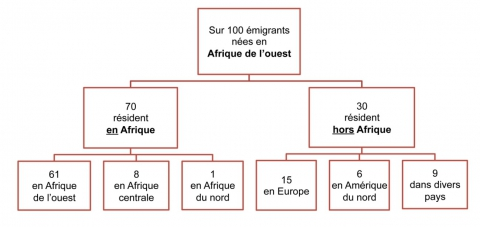 Sur 100 émigrants
nées en
Afrique de l'ouest
70
résident
en Afrique
30
résident
hors Afrique
61
en Afrique
de l'ouest
8
en Afrique
centrale
1
en Afrique
du nord
15
en Europe
6
en Amérique
du nord
9
dans divers
pays